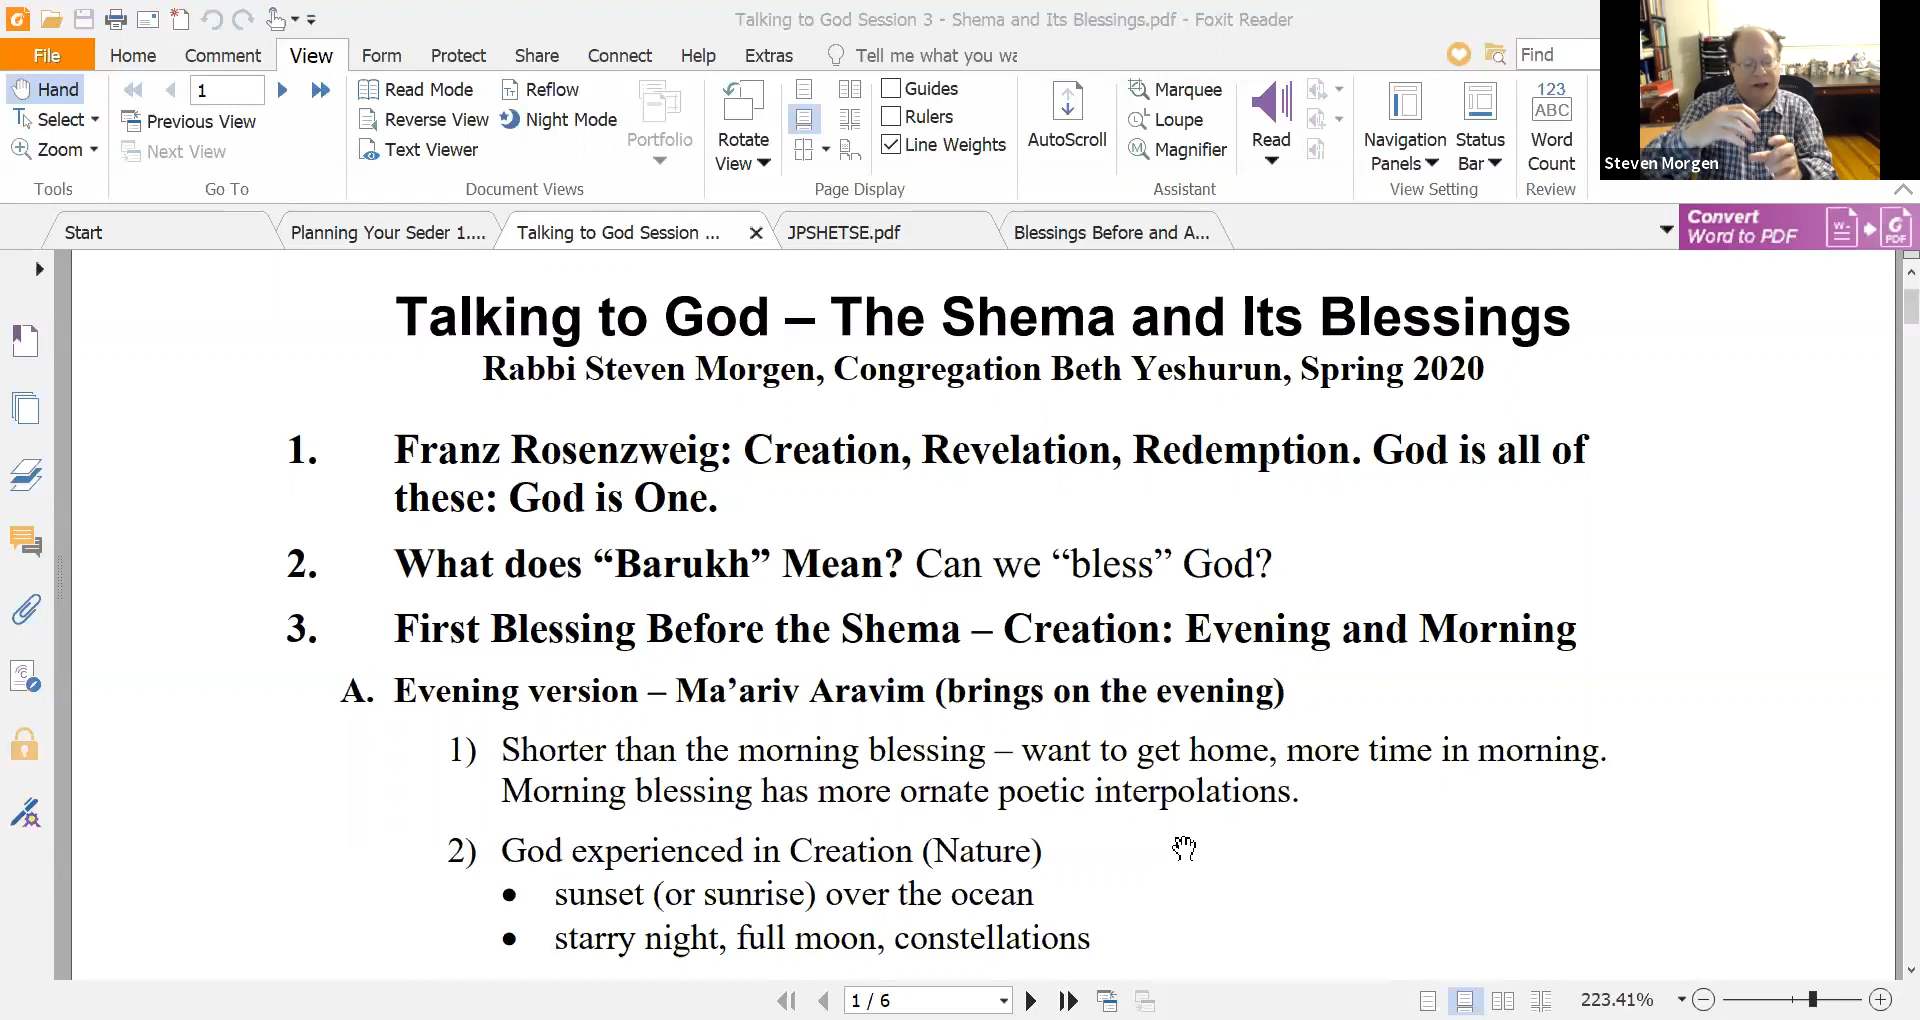 Talking to God Session 3 - Shema and Its Blessings.pdf - Foxit Reader
File Home Comment View Form Protect Share Connect Help Extras Tell me what you wa Find
Hand
Select
Zoom
Tools
1
Previous View
Next View
Go To
Read Mode
Reverse View
Text Viewer
Reflow
Night Mode
Document Views
Portfolio
Rotate
View
Page Display
Guides
Rulers
Line Weights
AutoScroll
Marquee
Loupe
Magnifier
Assistant
Read
Navigation
Panels
Status
Bar
View Setting
123
ABC
Word
Count
Review
Steven Morgen
Start
Planning Your Seder 1....
Talking to God Session ...
JPSHETSE.pdf
Blessings Before and A...
Convert
Word to PDF
Talking to God – The Shema and Its Blessings
Rabbi Steven Morgen, Congregation Beth Yeshurun, Spring 2020
1. Franz Rosenzweig: Creation, Revelation, Redemption. God is all of
these: God is One.
2. What does “Barukh” Mean? Can we “bless” God?
3. First Blessing Before the Shema – Creation: Evening and Morning
A. Evening version – Ma’ariv Aravim (brings on the evening)
1) Shorter than the morning blessing – want to get home, more time in morning.
Morning blessing has more ornate poetic interpolations.
2) God experienced in Creation (Nature)
• sunset (or sunrise) over the ocean
• starry night, full moon, constellations
1 / 6
223.41%